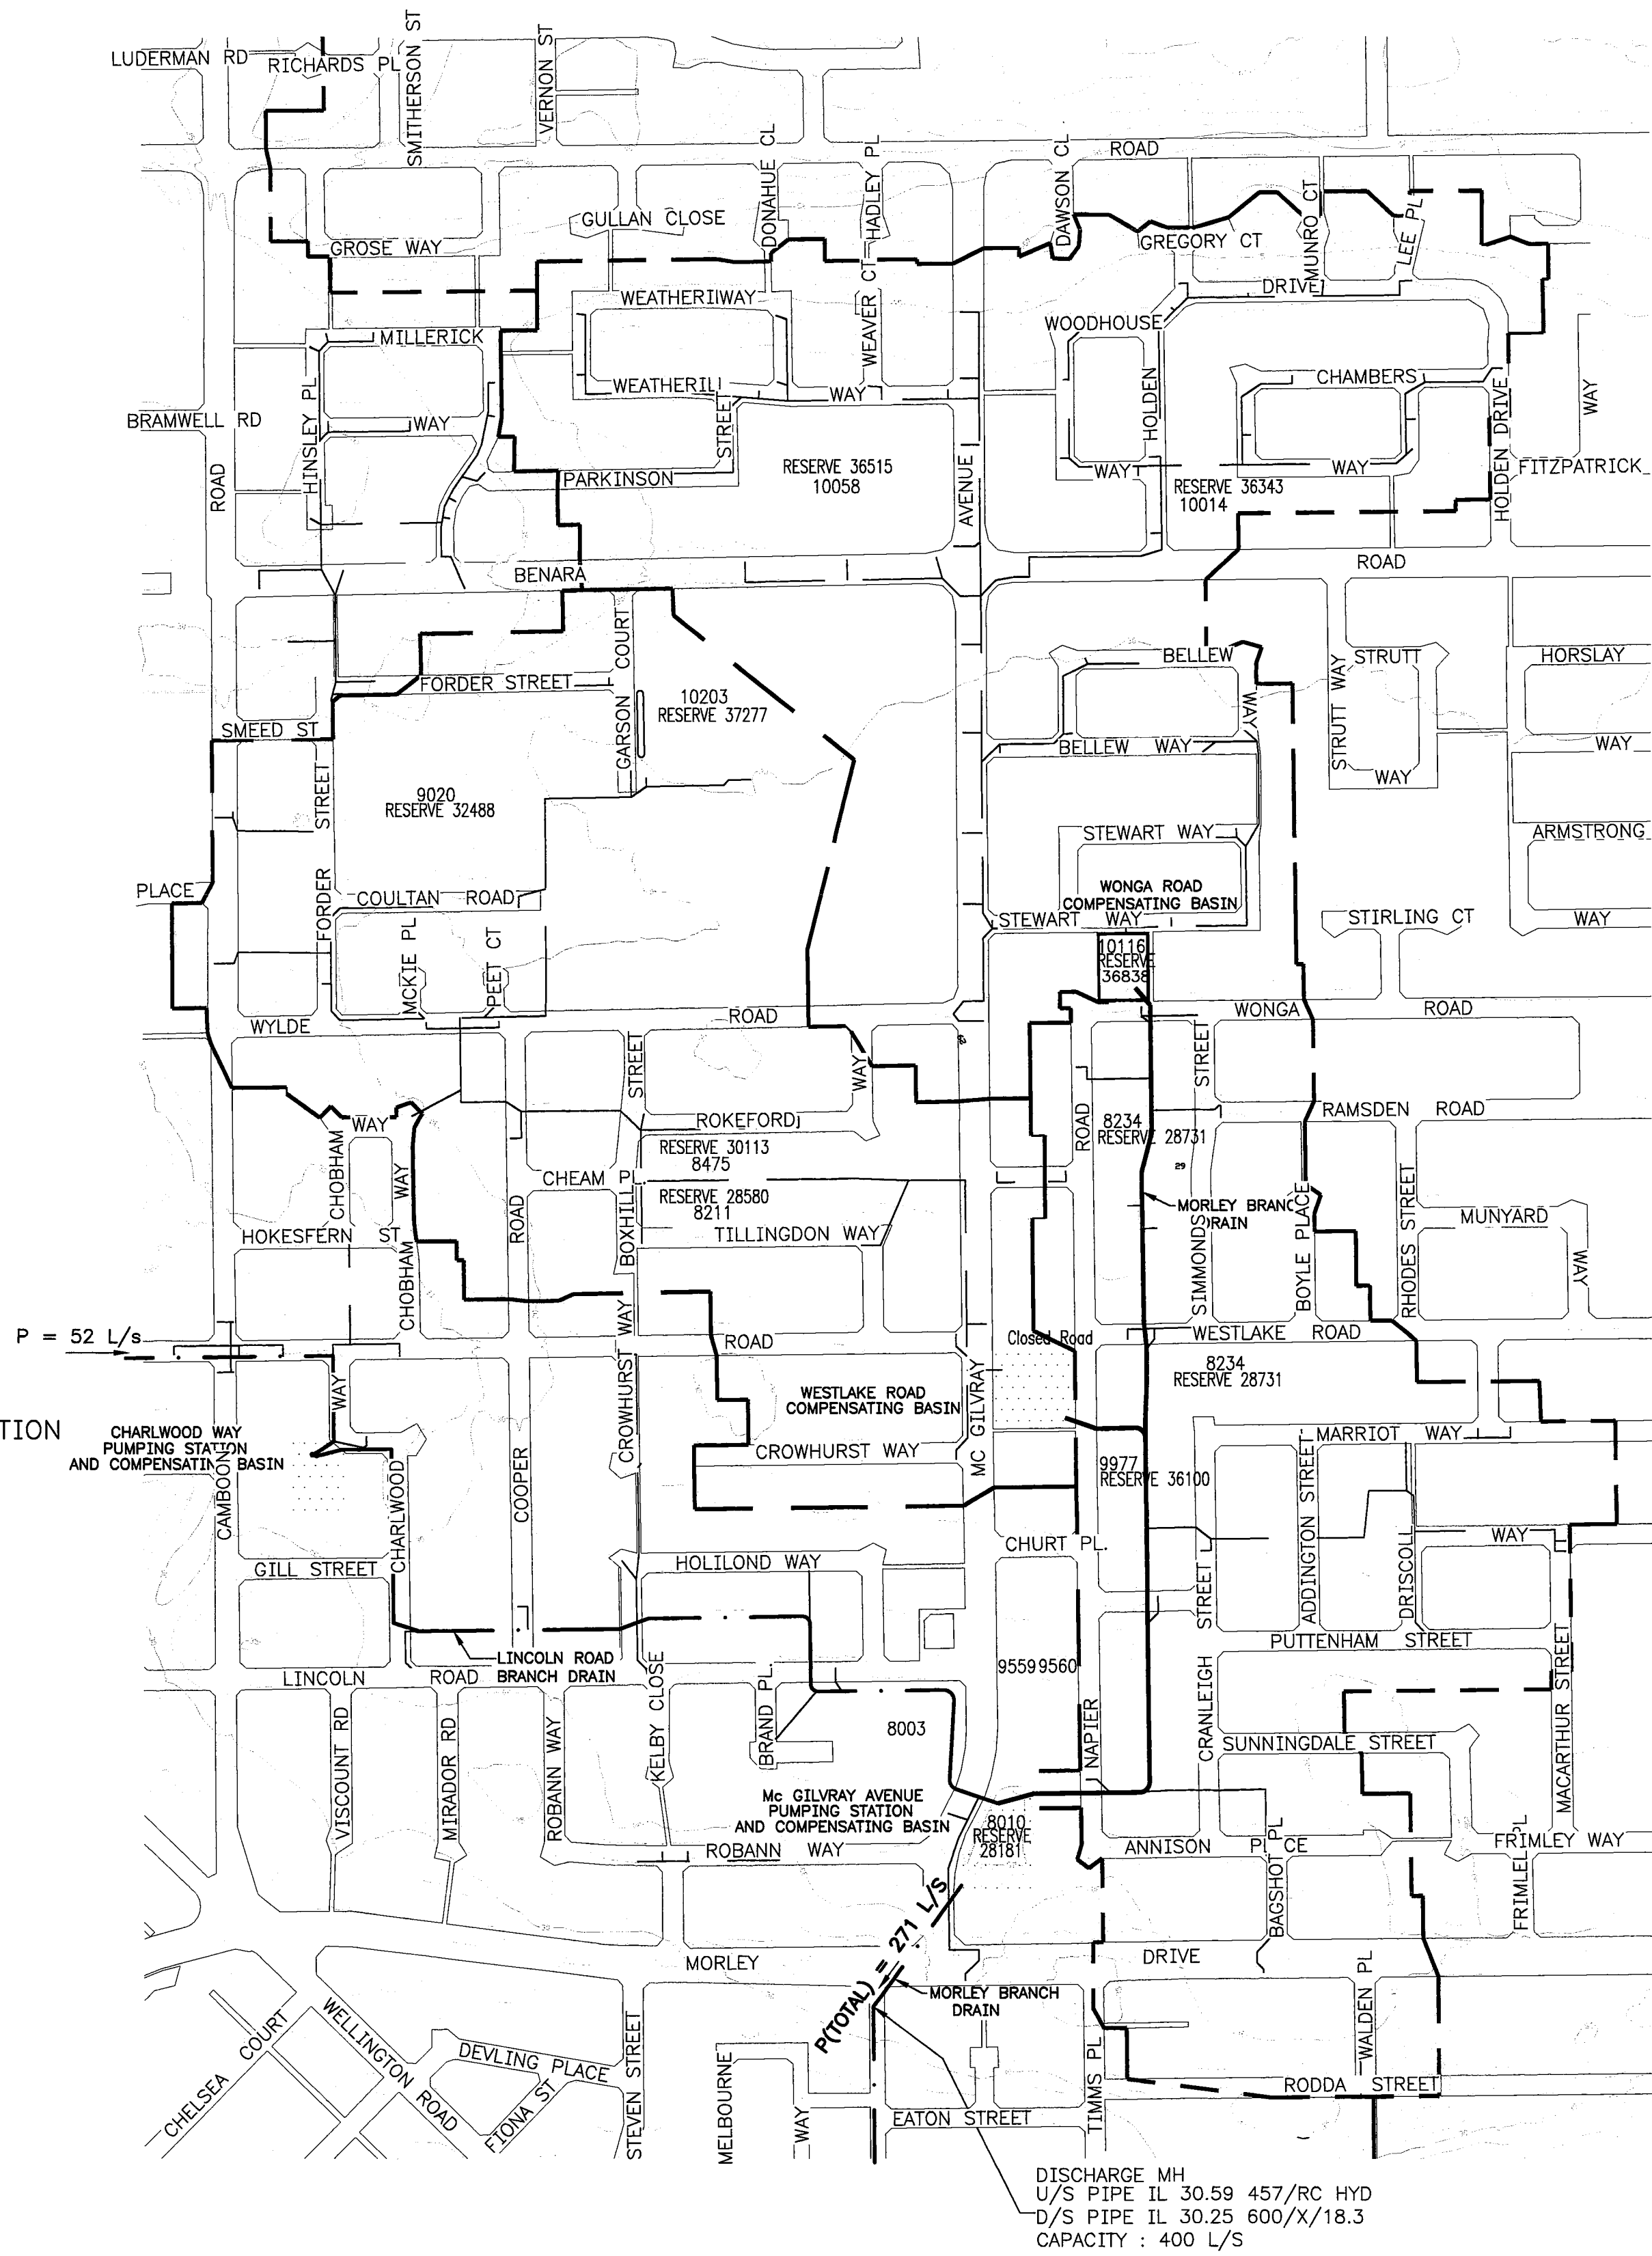 LUDERMAN RD
RICHARDS PL
SMITHERSON ST
VERNON ST
DONAHUE CL
HADLEY PL
DAWSON CL
ROAD
GULLAN CLOSE
GROSE WAY
GREGORY CT
MUNRO CT
LEE PL
WEAVER CT
DRIVE
WEATHERIL WAY
MILLERICK
WOODHOUSE
HINSLEY PL
WEATHERILL
WAY
STREET
CHAMBERS
HOLDEN
HOLDEN DRIVE
WAY
BRAMWELL RD
WAY
ROAD
PARKINSON
RESERVE 36515
10058
AVENUE
WAY
WAY
FITZPATRICK
RESERVE 36343
10014
BENARA
ROAD
GARSON COURT
BELLEW
STRUTT
HORSLAY
FORDER STREET
10203
RESERVE 37277
WAY
STRUTT WAY
SMEED ST
BELLEW WAY
WAY
WAY
9020
RESERVE 32488
STREET
STEWART WAY
ARMSTRONG
PLACE
FORDER
COULTAN ROAD
WONGA ROAD
COMPENSATING BASIN
STEWART WAY
STIRLING CT
WAY
MCKIE PL
PEET CT
10116
RESERVE
36838
WYLDE
ROAD
WONGA
ROAD
STREET
WAY
STREET
WAY
ROKEFORD
ROAD
8234
RESERVE 28731
RAMSDEN ROAD
CHOBHAM
WAY
RESERVE 30113
8475
CHEAM PL.
29
RESERVE 28580
8211
BOXHILL
ROAD
MORLEY BRANCH
DRAIN
SIMMONDS
BOYLE PLACE
RHODES STREET
MUNYARD
WAY
HOKESFERN ST
TILLINGDON WAY
CHOBHAM
P = 52 L/s
ROAD
Closed Road
WESTLAKE ROAD
WAY
CROWHURST WAY
MC GILVRAY
8234
RESERVE 28731
WESTLAKE ROAD
COMPENSATING BASIN
TION
CHARLWOOD WAY
PUMPING STATION
AND COMPENSATIN BASIN
CAMBOON
CHARLWOOD
COOPER
CROWHURST WAY
MARRIOT WAY
9977
RESERVE 36100
ADDINGTON STREET
DRISCOLL
WAY
CHURT PL.
GILL STREET
HOLILOND WAY
STREET
PUTTENHAM STREET
LINCOLN ROAD
BRANCH DRAIN
LINCOLN
ROAD
9559 9560
KELBY CLOSE
BRAND PL
8003
NAPIER
CRANLEIGH
MACARTHUR STREET
VISCOUNT RD
MIRADOR RD
ROBANN WAY
SUNNINGDALE STREET
Mc GILVRAY AVENUE
PUMPING STATION
AND COMPENSATING BASIN
8010
RESERVE
28181
ROBANN WAY
ANNISON PL CE
BAGSHOT PL
FRIMLEY WAY
FRIMLEL PL
P(TOTAL) = 271 L/S
MORLEY
DRIVE
MORLEY BRANCH
DRAIN
WALDEN PL
CHELSEA COURT
WELLINGTON ROAD
DEVLING PLACE
FIONA ST
STEVEN STREET
MELBOURNE
WAY
EATON STREET
TIMMS PL
RODDA STREET
DISCHARGE MH
U/S PIPE IL 30.59 457/RC HYD
D/S PIPE IL 30.25 600/X/18.3
CAPACITY : 400 L/S